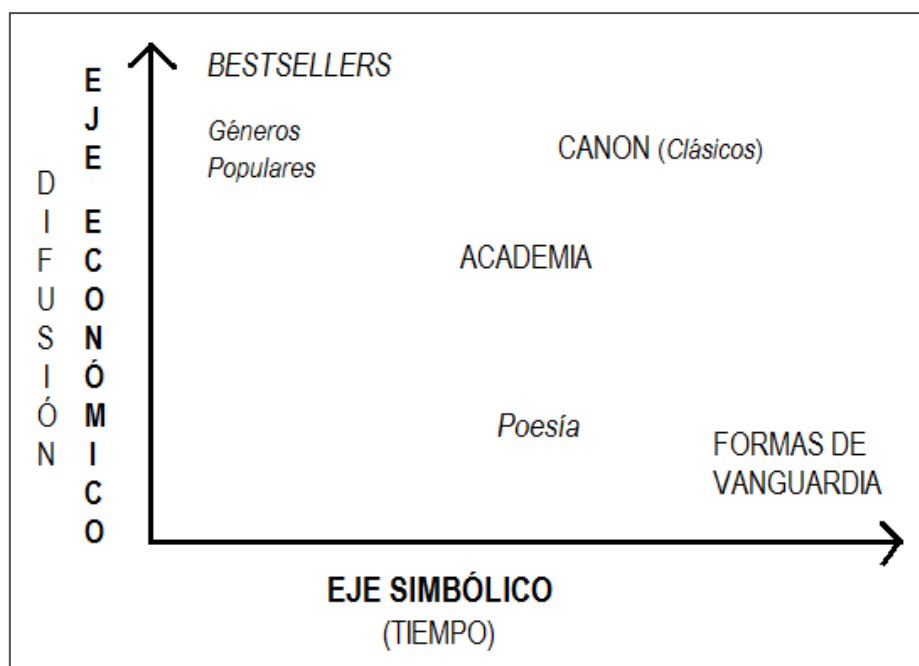 DIFUSIÓN
EJE ECONÓMICO
BESTSELLERS
Géneros
Populares
CANON (Clásicos)
ACADEMIA
Poesía
FORMAS DE
VANGUARDIA
EJE SIMBÓLICO
(TIEMPO)